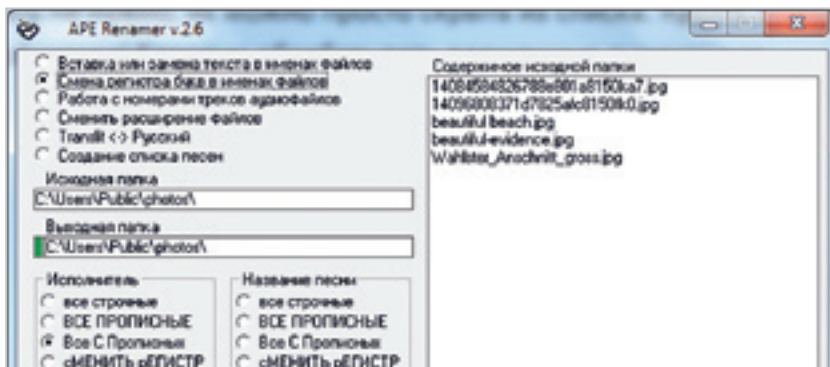 APE Renamer v.2.6
Вставка или замена текста в именах файлов
Смена регистра букв в именах файлов
Работа с номерами треков аудиофайлов
Сменить расширение файлов
Translit <-> Русский
Создание списка песен
Исходная папка
C:\Users\Public\photos\
Выходная папка
C:\Users\Public\photos\
Исполнитель
все строчные
ВСЕ ПРОПИСНЫЕ
Все С Прописных
сМЕНИТЬ рЕГИСТР
Название песни
все строчные
ВСЕ ПРОПИСНЫЕ
Все С Прописных
сМЕНИТЬ рЕГИСТР
Содержимое исходной папки
beautiful beach.jpg
beautiful-evidence.jpg